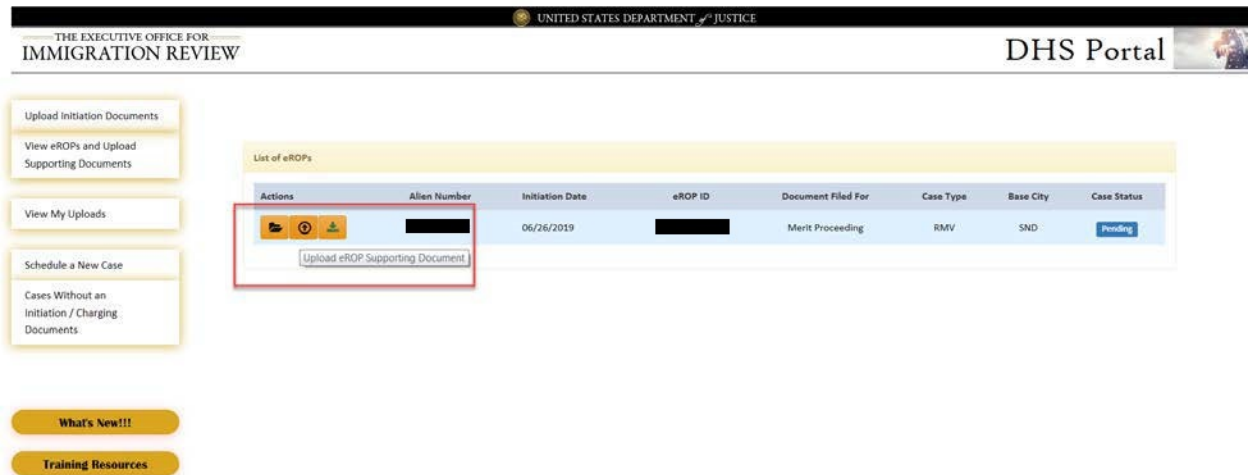 UNITED STATES DEPARTMENT of JUSTICE
THE EXECUTIVE OFFICE FOR
IMMIGRATION REVIEW
DHS Portal
Upload Initiation Documents
View eROPs and Upload
Supporting Documents
View My Uploads
Schedule a New Case
Cases Without an
Initiation / Charging
Documents
What's New!!!
Training Resources
List of eROPs
Actions Alien Number Initiation Date eROP ID Document Filed For Case Type Base City Case Status
06/26/2019 Merit Proceeding RMV SND Pending
Upload eROP Supporting Document